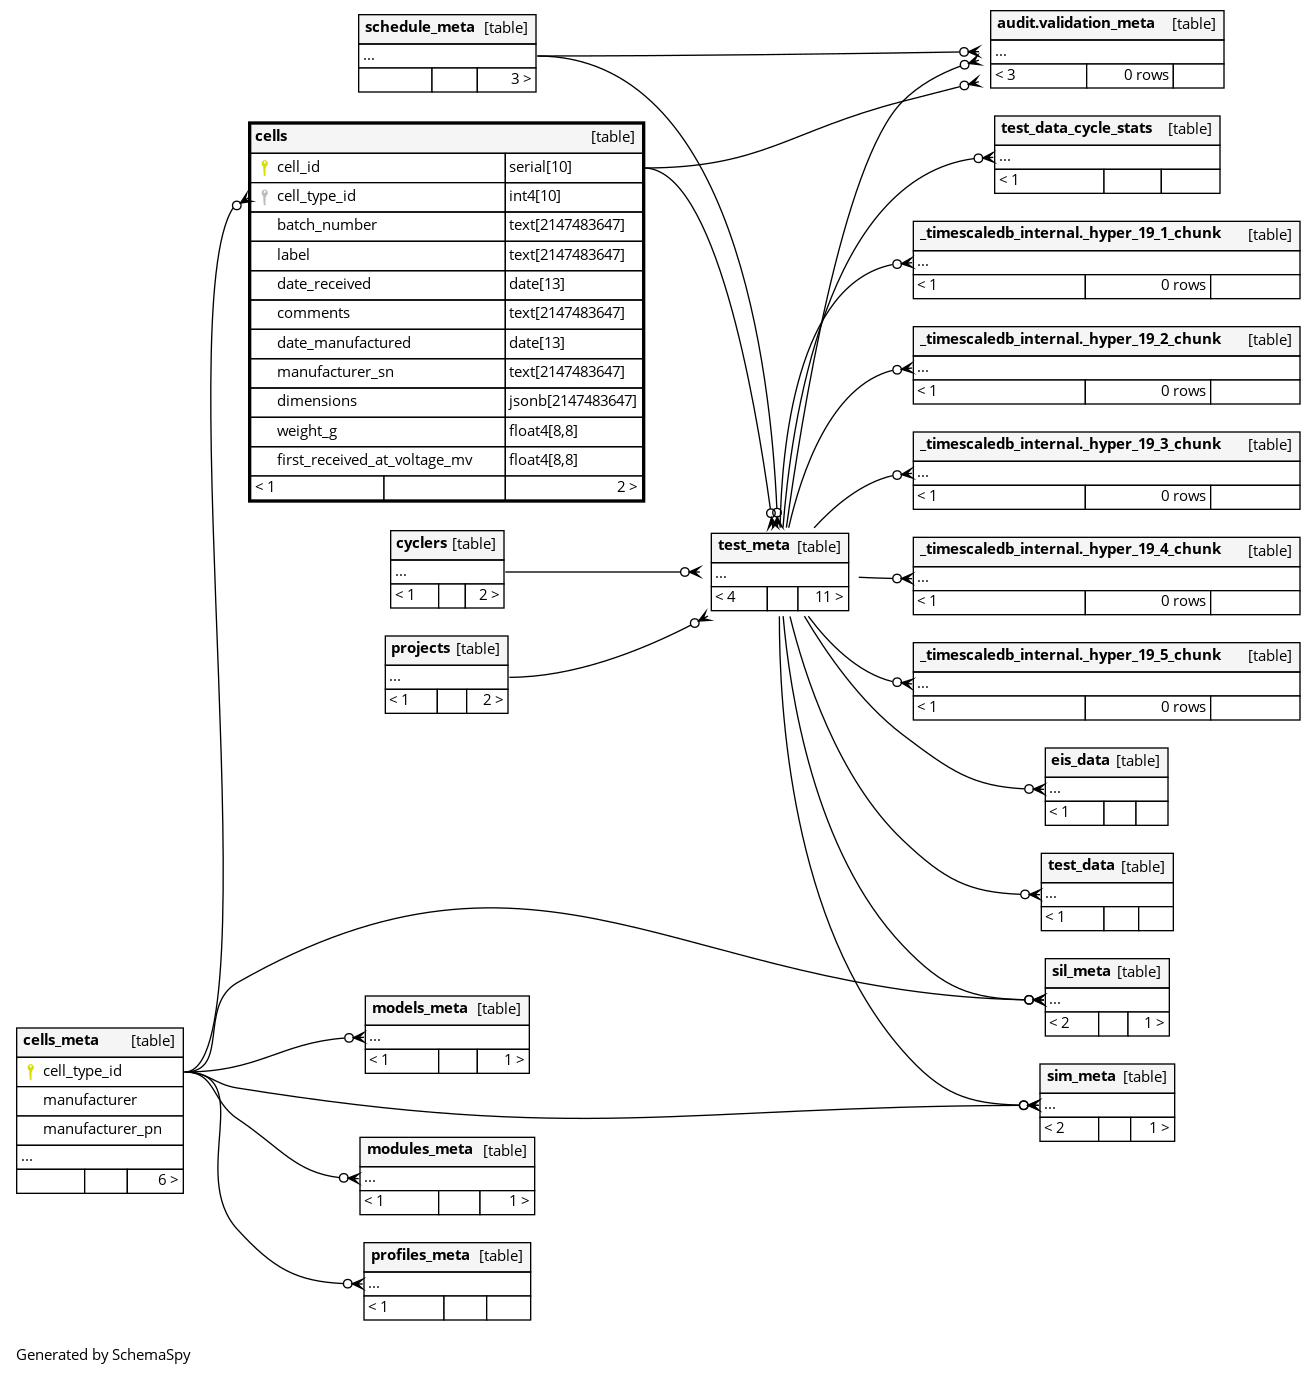 schedule_meta [table]
...
3 >
audit.validation_meta [table]
...
< 3 0 rows
cells [table]
cell_id serial[10]
cell_type_id int4[10]
batch_number text[2147483647]
label text[2147483647]
date_received date[13]
comments text[2147483647]
date_manufactured date[13]
manufacturer_sn text[2147483647]
dimensions jsonb[2147483647]
weight_g float4[8,8]
first_received_at_voltage_mv float4[8,8]
< 1 2 >
test_data_cycle_stats [table]
...
< 1
_timescaledb_internal._hyper_19_1_chunk [table]
...
< 1 0 rows
_timescaledb_internal._hyper_19_2_chunk [table]
...
< 1 0 rows
_timescaledb_internal._hyper_19_3_chunk [table]
...
< 1 0 rows
cyclers [table]
...
< 1 2 >
test_meta [table]
...
< 4 11 >
_timescaledb_internal._hyper_19_4_chunk [table]
...
< 1 0 rows
projects [table]
...
< 1 2 >
_timescaledb_internal._hyper_19_5_chunk [table]
...
< 1 0 rows
eis_data [table]
...
< 1
test_data [table]
...
< 1
sil_meta [table]
...
< 2 1 >
models_meta [table]
...
< 1 1 >
cells_meta [table]
cell_type_id
manufacturer
manufacturer_pn
...
6 >
sim_meta [table]
...
< 2 1 >
modules_meta [table]
...
< 1 1 >
profiles_meta [table]
...
< 1
Generated by SchemaSpy